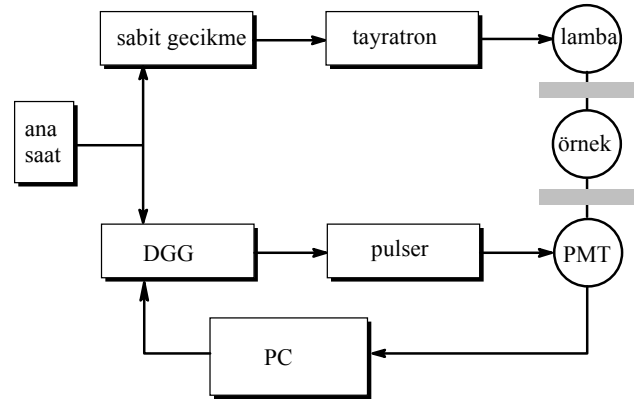 sabit gecikme
tayratron
lamba
ana
saat
örnek
DGG
pulser
PMT
PC